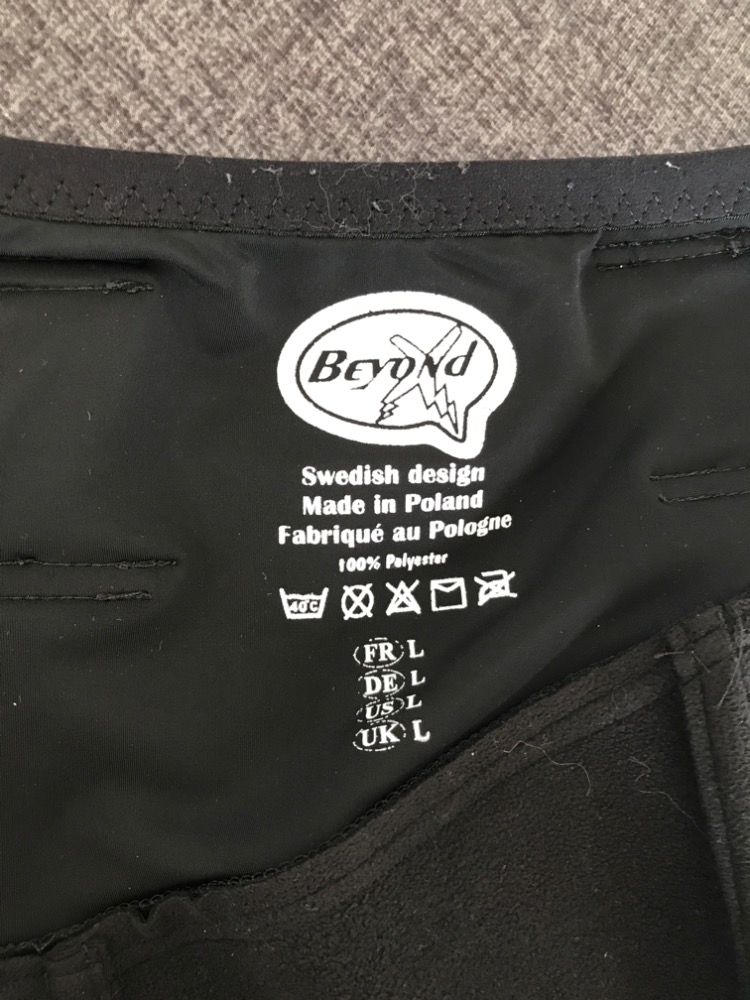 BEYOND
Swedish design
Made in Poland
Fabriqué au Pologne
100% Polyester
40°C
FR L
DE L
US L
UK L